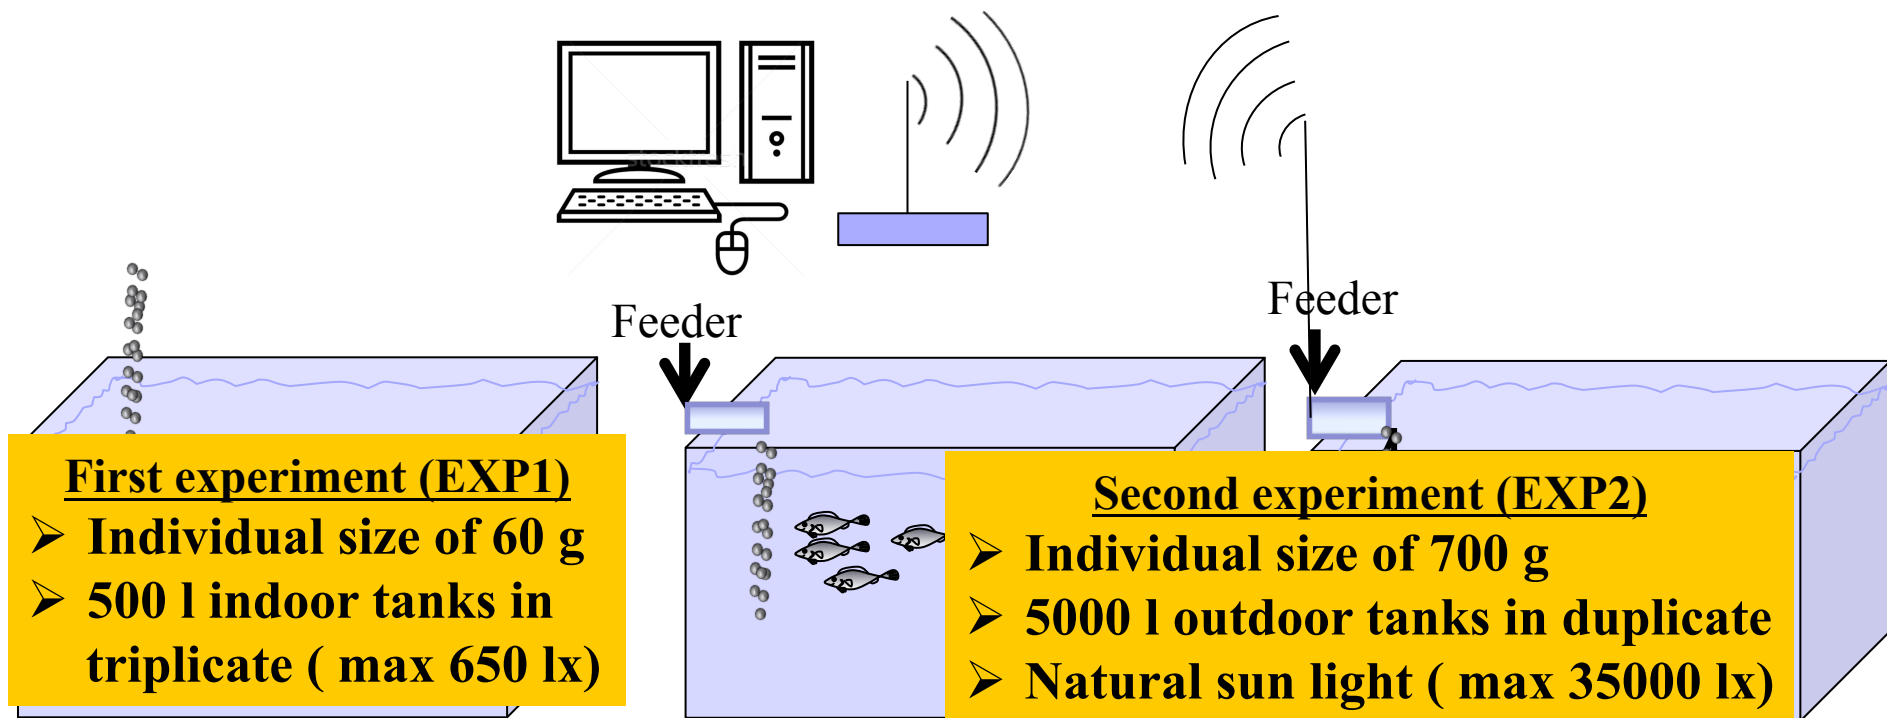 Feeder
Feeder
First experiment (EXP1)
➢ Individual size of 60 g
➢ 500 l indoor tanks in
triplicate ( max 650 lx)
Second experiment (EXP2)
➢ Individual size of 700 g
➢ 5000 l outdoor tanks in duplicate
➢ Natural sun light ( max 35000 lx)